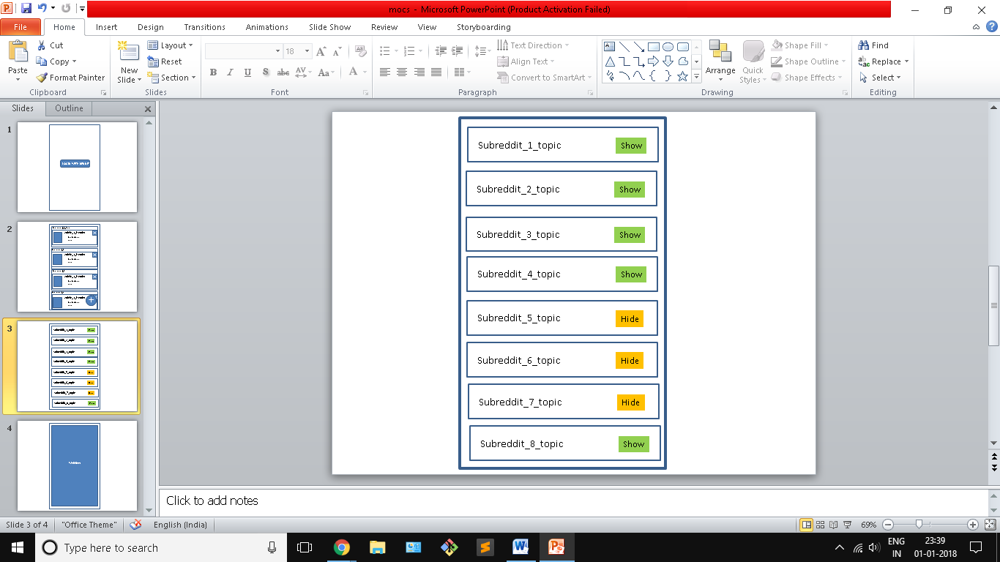 mocs - Microsoft PowerPoint (Product Activation Failed)
File Home Insert Design Transitions Animations Slide Show Review View Storyboarding
Paste
Cut
Copy
Format Painter
Clipboard
New Slide
Layout
Reset
Section
Slides
18
B I U S abc AV Aa A
Font
Text Direction
Align Text
Convert to SmartArt
Paragraph
Arrange
Quick Styles
Shape Fill
Shape Outline
Shape Effects
Drawing
Find
Replace
Select
Editing
Slides Outline
1
2
3
4
Subreddit_1_topic Show
Subreddit_2_topic Show
Subreddit_3_topic Show
Subreddit_4_topic Show
Subreddit_5_topic Hide
Subreddit_6_topic Hide
Subreddit_7_topic Hide
Subreddit_8_topic Show
Click to add notes
Slide 3 of 4 "Office Theme" English (India) 69%
Type here to search
ENG
IN
23:39
01-01-2018